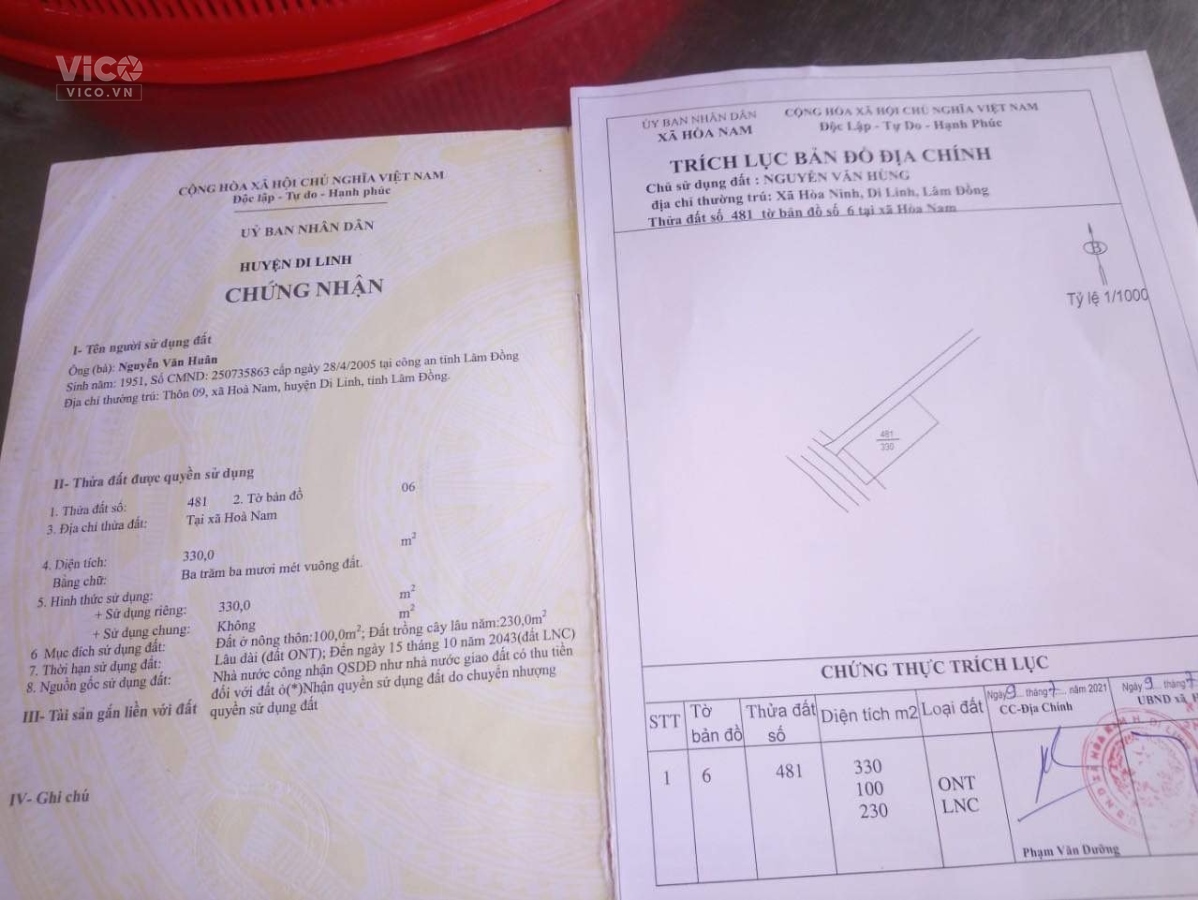 VICO
VICO.VN
CỘNG HÒA XÃ HỘI CHỦ NGHĨA VIỆT NAM
Độc lập - Tự do - Hạnh phúc
UỶ BAN NHÂN DÂN
HUYỆN DI LINH
CHỨNG NHẬN
I- Tên người sử dụng đất
Ông (bà): Nguyễn Văn Huân
Sinh năm: 1951, Số CMND: 250735863 cấp ngày 28/4/2005 tại công an tỉnh Lâm Đồng
Địa chỉ thường trú: Thôn 09, xã Hoà Nam, huyện Di Linh, tỉnh Lâm Đồng.
II- Thửa đất được quyền sử dụng
1. Thửa đất số: 481 2. Tờ bản đồ 06
3. Địa chỉ thửa đất: Tại xã Hoà Nam
4. Diện tích: 330,0 m²
Bằng chữ: Ba trăm ba mươi mét vuông đất.
5. Hình thức sử dụng:
+ Sử dụng riêng: 330,0 m²
+ Sử dụng chung: Không m²
6 Mục đích sử dụng đất: Đất ở nông thôn:100,0m²; Đất trồng cây lâu năm:230,0m²
7. Thời hạn sử dụng đất: Lâu dài (đất ONT); Đến ngày 15 tháng 10 năm 2043(đất LNC)
8. Nguồn gốc sử dụng đất: Nhà nước công nhận QSDĐ như nhà nước giao đất có thu tiền
đối với đất ở(*)Nhận quyền sử dụng đất do chuyển nhượng
III- Tài sản gắn liền với đất quyền sử dụng đất
IV- Ghi chú
ỦY BAN NHÂN DÂN
XÃ HÒA NAM
CỘNG HÒA XÃ HỘI CHỦ NGHĨA VIỆT NAM
Độc Lập - Tự Do - Hạnh Phúc
TRÍCH LỤC BẢN ĐỒ ĐỊA CHÍNH
Chủ sử dụng đất : NGUYỄN VĂN HÙNG
địa chỉ thường trú: Xã Hòa Ninh, Di Linh, Lâm Đồng
Thửa đất số 481 tờ bản đồ số 6 tại xã Hòa Nam
B
Tỷ lệ 1/1000
481
330
CHỨNG THỰC TRÍCH LỤC
STT Tờ bản đồ Thửa đất số Diện tích m2 Loại đất
Ngày 9 tháng 7 năm 2021
CC-Địa Chính
Ngày 9 tháng 7
UBND xã,
1 6 481 330
100 ONT
230 LNC
Phạm Văn Dưỡng